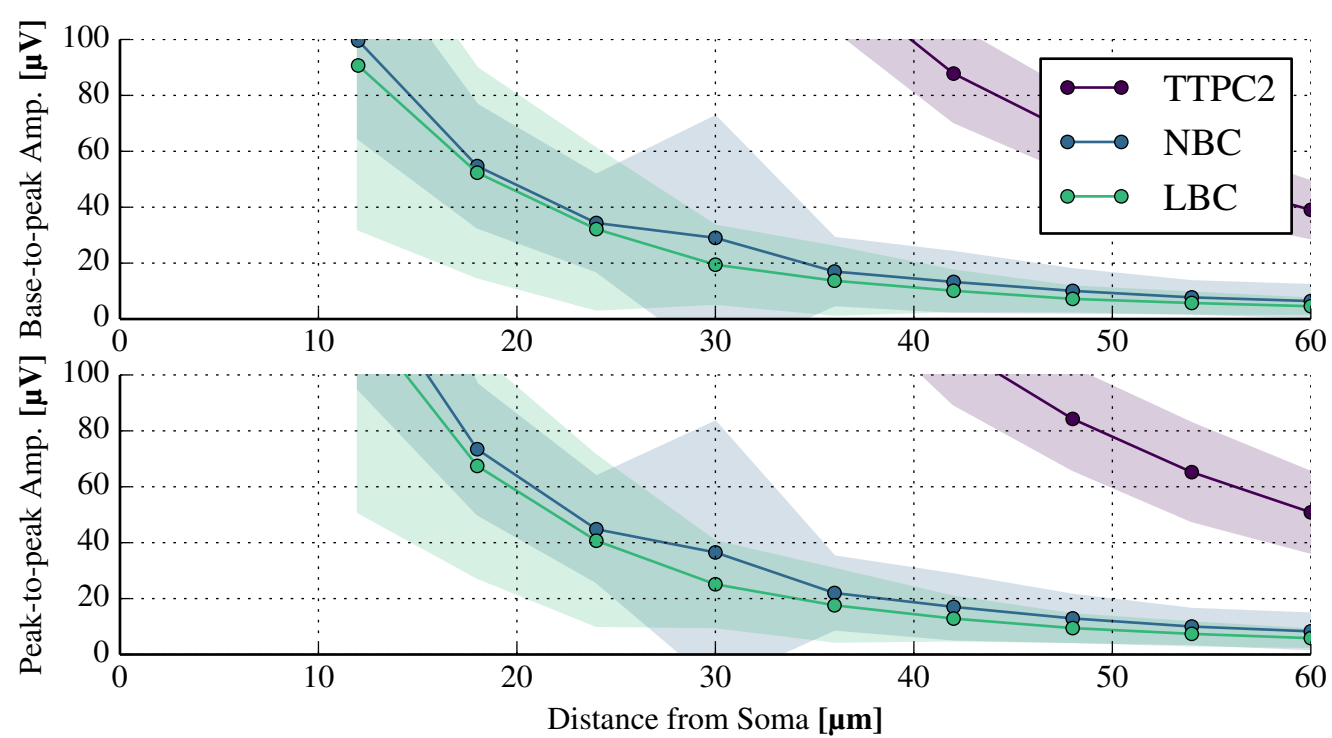 Base-to-peak Amp. [µV]
100
80
60
40
20
0
0 10 20 30 40 50 60
TTPC2
NBC
LBC
Peak-to-peak Amp. [µV]
100
80
60
40
20
0
0 10 20 30 40 50 60
Distance from Soma [µm]